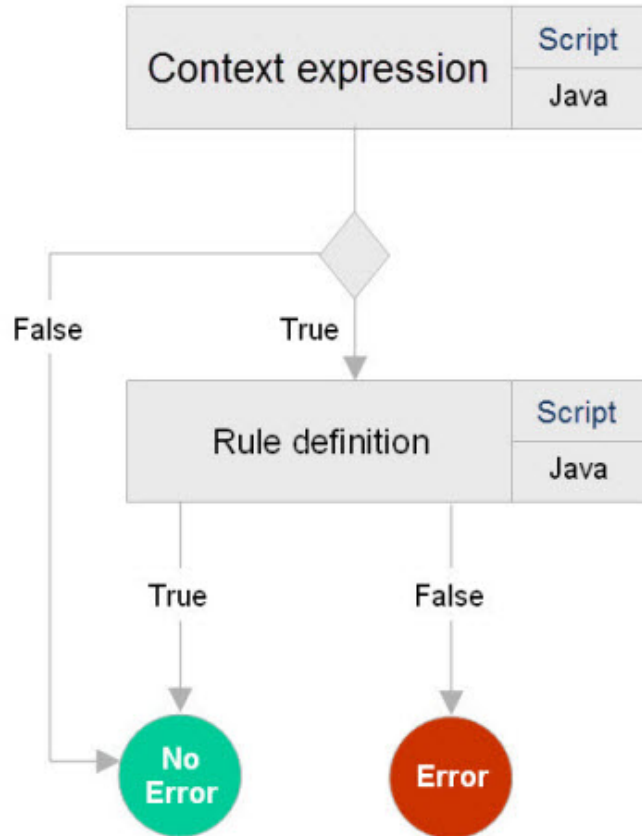 Context expression
Script
Java
False
True
Rule definition
Script
Java
True
False
No
Error
Error